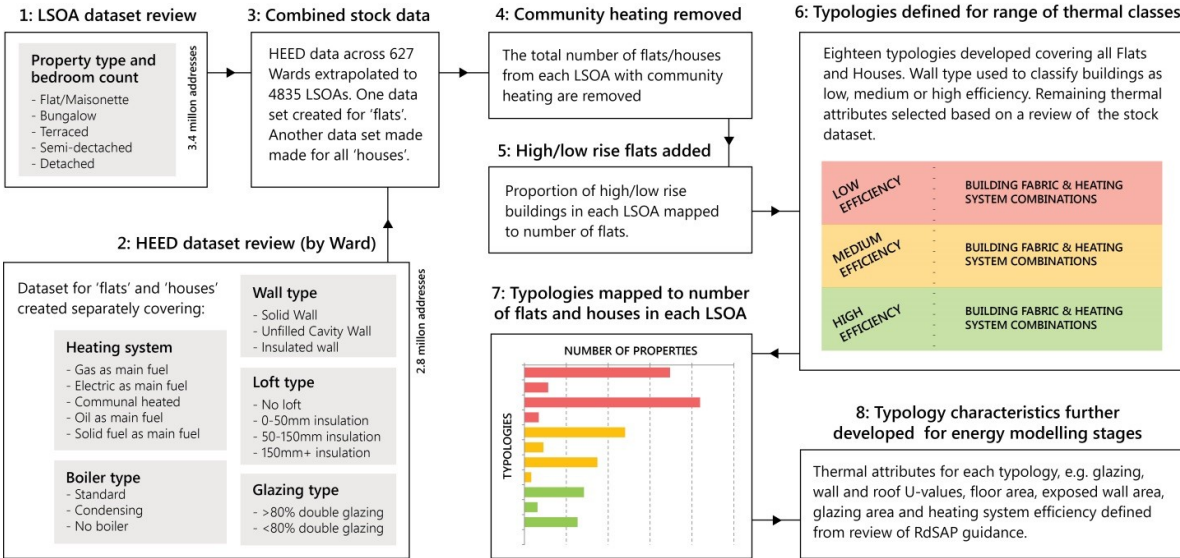 1: LSOA dataset review
Property type and
bedroom count
- Flat/Maisonette
- Bungalow
- Terraced
- Semi-dectached
- Detached
3.4 million addresses
2: HEED dataset review (by Ward)
Dataset for ‘flats’ and ‘houses’
created separately covering:
Heating system
- Gas as main fuel
- Electric as main fuel
- Communal heated
- Oil as main fuel
- Solid fuel as main fuel
Boiler type
- Standard
- Condensing
- No boiler
Wall type
- Solid Wall
- Unfilled Cavity Wall
- Insulated wall
Loft type
- No loft
- 0-50mm insulation
- 50-150mm insulation
- 150mm+ insulation
Glazing type
- >80% double glazing
- <80% double glazing
2.8 millon addresses
3: Combined stock data
HEED data across 627
Wards extrapolated to
4835 LSOAs. One data
set created for ‘flats’.
Another data set made
made for all ‘houses’.
4: Community heating removed
The total number of flats/houses
from each LSOA with community
heating are removed
5: High/low rise flats added
Proportion of high/low rise
buildings in each LSOA mapped
to number of flats.
6: Typologies defined for range of thermal classes
Eighteen typologies developed covering all Flats
and Houses. Wall type used to classify buildings as
low, medium or high efficiency. Remaining thermal
attributes selected based on a review of the stock
dataset.
LOW
EFFICIENCY
BUILDING FABRIC & HEATING
SYSTEM COMBINATIONS
MEDIUM
EFFICIENCY
BUILDING FABRIC & HEATING
SYSTEM COMBINATIONS
HIGH
EFFICIENCY
BUILDING FABRIC & HEATING
SYSTEM COMBINATIONS
7: Typologies mapped to number
of flats and houses in each LSOA
NUMBER OF PROPERTIES
TYPOLOGIES
8: Typology characteristics further
developed for energy modelling stages
Thermal attributes for each typology, e.g. glazing,
wall and roof U-values, floor area, exposed wall area,
glazing area and heating system efficiency defined
from review of RdSAP guidance.